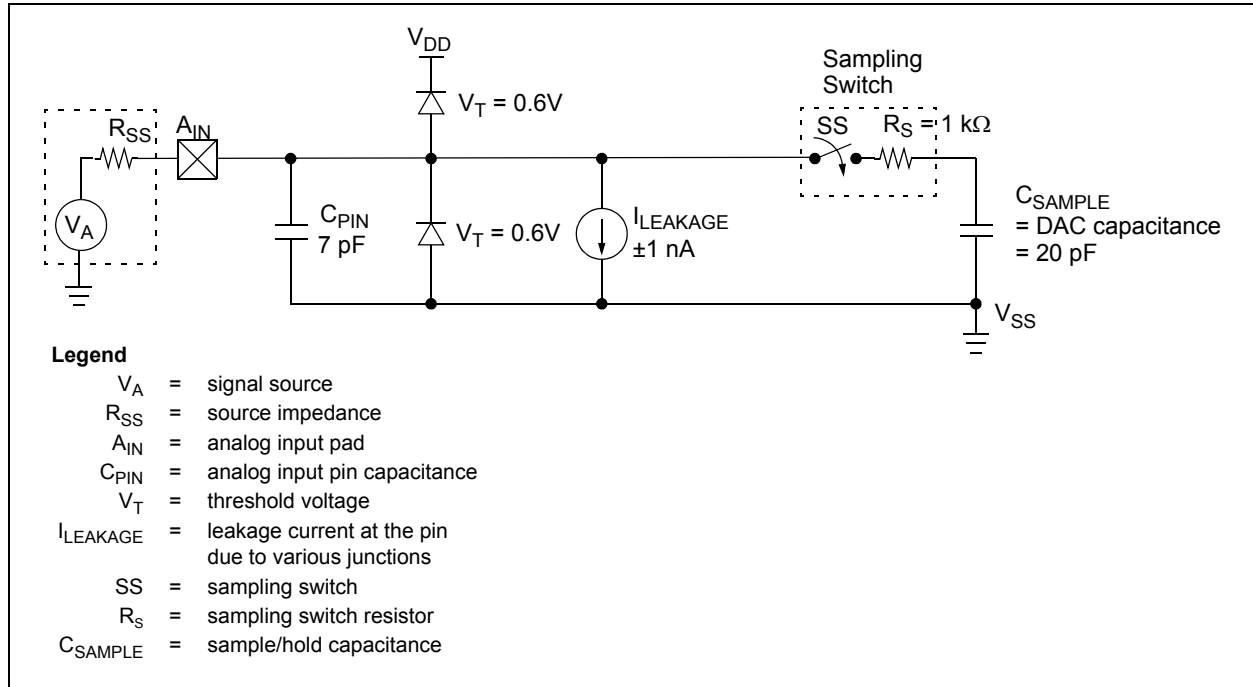 V_DD
Sampling
Switch
R_SS
A_IN
V_T = 0.6V
SS
R_S = 1 kΩ
V_A
C_PIN
7 pF
V_T = 0.6V
I_LEAKAGE
±1 nA
C_SAMPLE
= DAC capacitance
= 20 pF
V_SS
Legend
V_A = signal source
R_SS = source impedance
A_IN = analog input pad
C_PIN = analog input pin capacitance
V_T = threshold voltage
I_LEAKAGE = leakage current at the pin
due to various junctions
SS = sampling switch
R_S = sampling switch resistor
C_SAMPLE = sample/hold capacitance